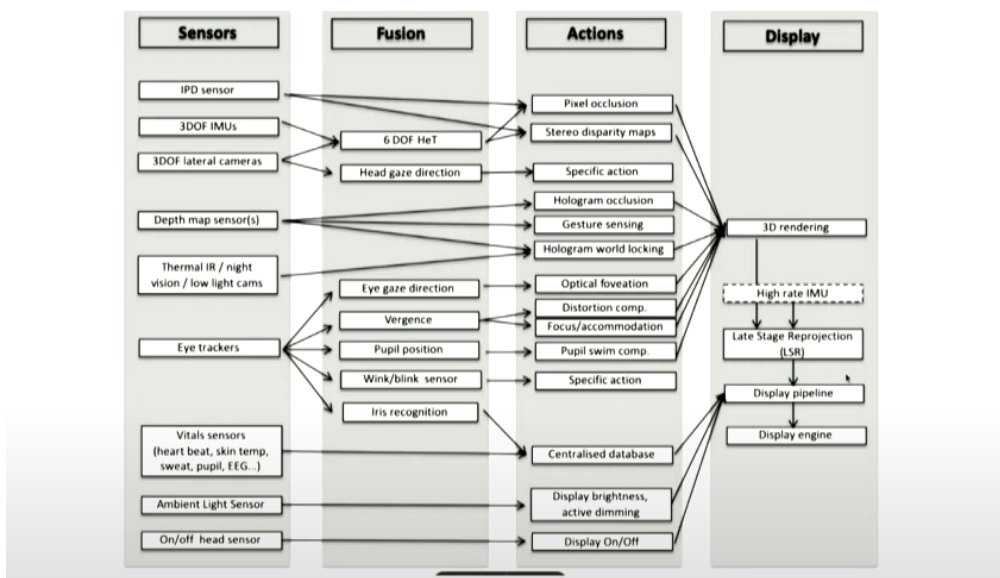 Sensors
IPD sensor
3DOF IMUs
3DOF lateral cameras
Depth map sensor(s)
Thermal IR / night
vision / low light cams
Eye trackers
Vitals sensors
(heart beat, skin temp,
sweat, pupil, EEG...)
Ambient Light Sensor
On/off head sensor
Fusion
6 DOF HeT
Head gaze direction
Eye gaze direction
Vergence
Pupil position
Wink/blink sensor
Iris recognition
Actions
Pixel occlusion
Stereo disparity maps
Specific action
Hologram occlusion
Gesture sensing
Hologram world locking
Optical foveation
Distortion comp.
Focus/accommodation
Pupil swim comp.
Specific action
Centralised database
Display brightness,
active dimming
Display On/Off
Display
3D rendering
High rate IMU
Late Stage Reprojection
(LSR)
Display pipeline
Display engine